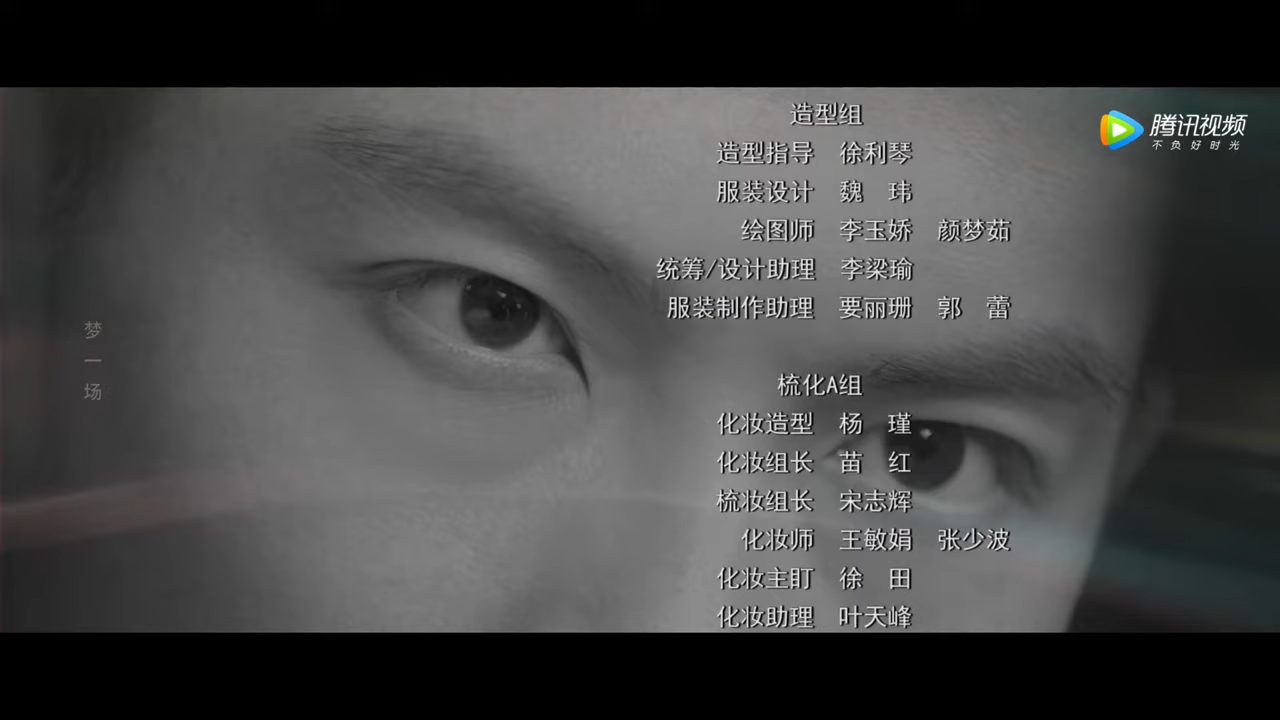 造型组
造型指导 徐利琴
服装设计 魏 玮
绘图师 李玉娇 颜梦茹
统筹/设计助理 李梁瑜
服装制作助理 要丽珊 郭 蕾
梳化A组
化妆造型 杨 瑾
化妆组长 苗 红
梳妆组长 宋志辉
化妆师 王敏娟 张少波
化妆主盯 徐 田
化妆助理 叶天峰
腾讯视频
不负好时光
梦一场